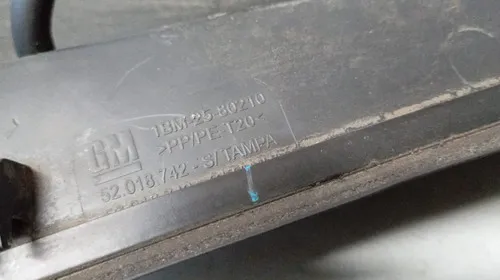 GM
1BM-25-80210
>PP/PE-T20<
52.018.742 - S/TAMPA